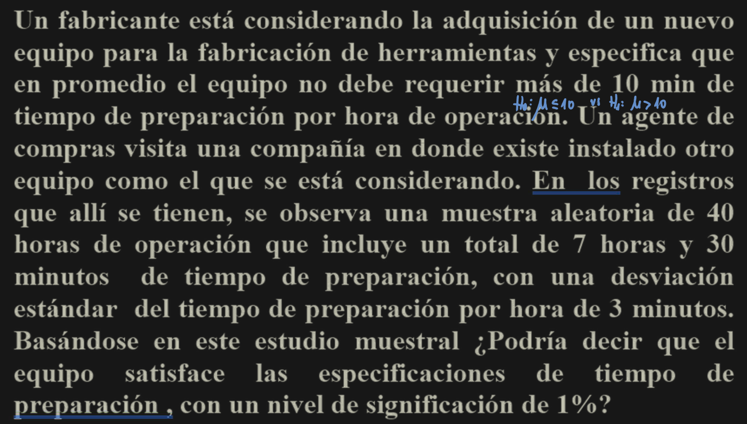 Un fabricante está considerando la adquisición de un nuevo
equipo para la fabricación de herramientas y especifica que
en promedio el equipo no debe requerir más de 10 min de
H₀: μ ≤ 10 vs H₁: μ > 10
tiempo de preparación por hora de operación. Un agente de
compras visita una compañía en donde existe instalado otro
equipo como el que se está considerando. En los registros
que allí se tienen, se observa una muestra aleatoria de 40
horas de operación que incluye un total de 7 horas y 30
minutos de tiempo de preparación, con una desviación
estándar del tiempo de preparación por hora de 3 minutos.
Basándose en este estudio muestral ¿Podría decir que el
equipo satisface las especificaciones de tiempo de
preparación , con un nivel de significación de 1%?